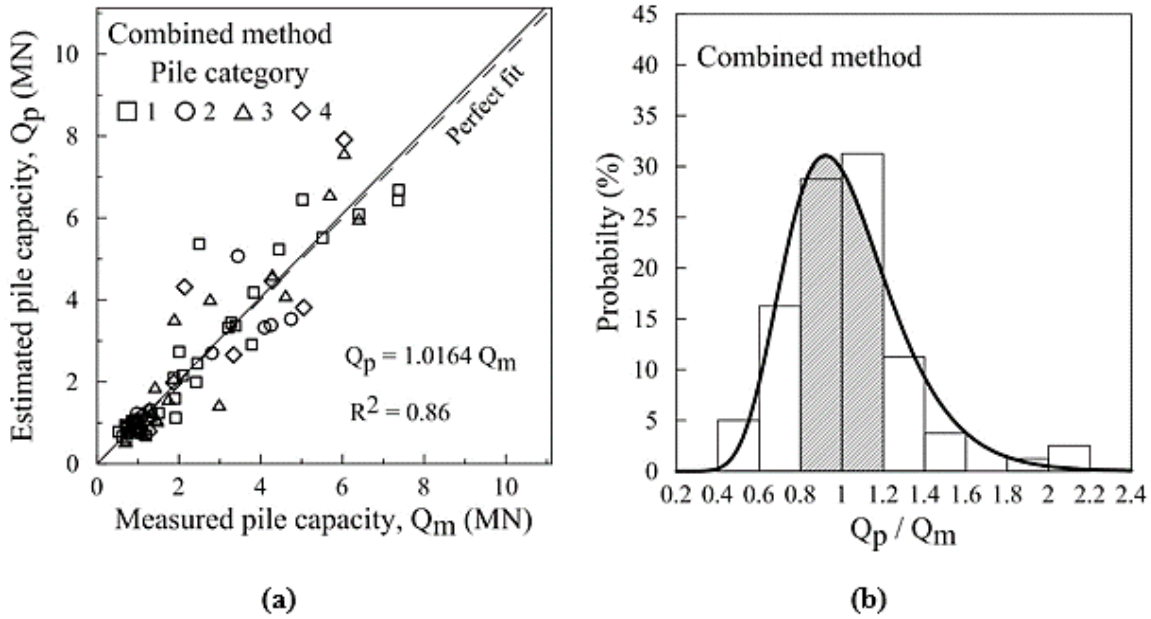 Combined method
Pile category
1 2 3 4
Perfect fit
Qp = 1.0164 Qm
R² = 0.86
Estimated pile capacity, Qp (MN)
0 2 4 6 8 10
0 2 4 6 8 10
Measured pile capacity, Qm (MN)
(a)
Combined method
Probabilty (%)
45
40
35
30
25
20
15
10
5
0
0.2 0.4 0.6 0.8 1 1.2 1.4 1.6 1.8 2 2.2 2.4
Qp / Qm
(b)